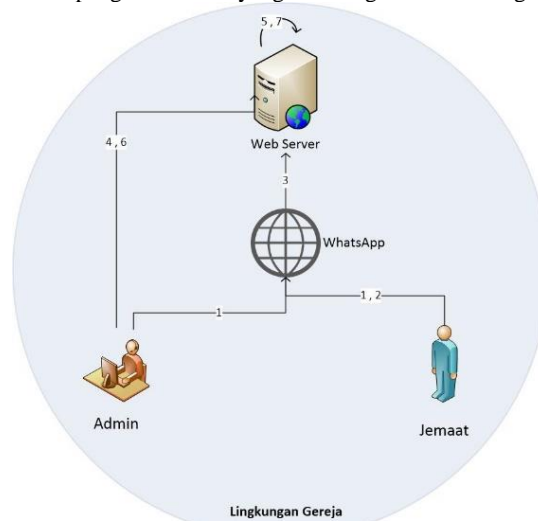 5,7
4,6
Web Server
3
WhatsApp
1
1,2
Admin
Jemaat
Lingkungan Gereja